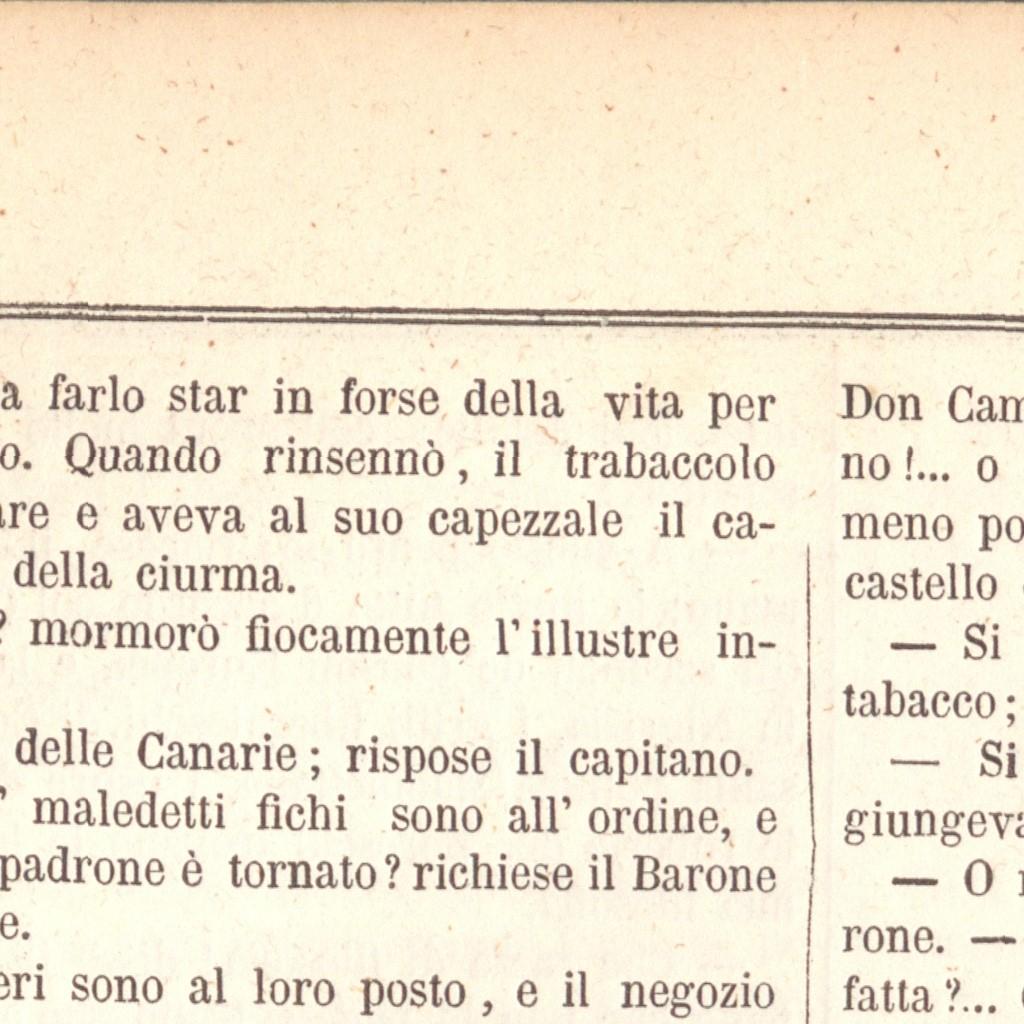 a farlo star in forse della vita per
o. Quando rinsennò, il trabaccolo
are e aveva al suo capezzale il ca-
della ciurma.
? mormorò fiocamente l'illustre in-
delle Canarie; rispose il capitano.
' maledetti fichi sono all' ordine, e
padrone è tornato? richiese il Barone
e.
eri sono al loro posto, e il negozio
Don Cam
no!... o
meno po
castello
— Si
tabacco;
— Si
giungeva
— O
rone. —
fatta?...